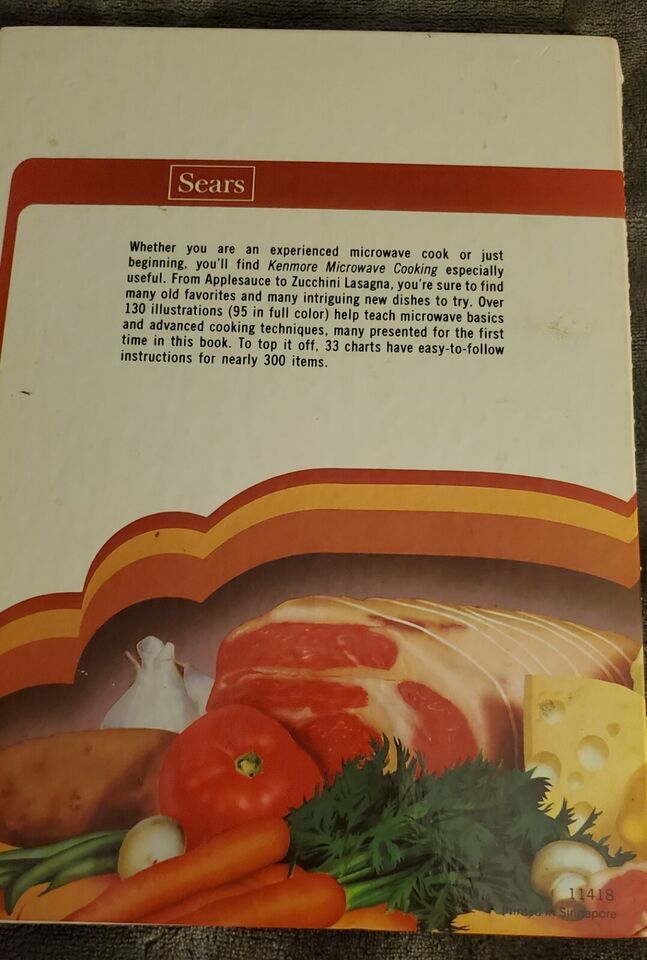 Sears
Whether you are an experienced microwave cook or just
beginning, you'll find Kenmore Microwave Cooking especially
useful. From Applesauce to Zucchini Lasagna, you're sure to find
many old favorites and many intriguing new dishes to try. Over
130 illustrations (95 in full color) help teach microwave basics
and advanced cooking techniques, many presented for the first
time in this book. To top it off, 33 charts have easy-to-follow
instructions for nearly 300 items.
11418
Printed in Singapore